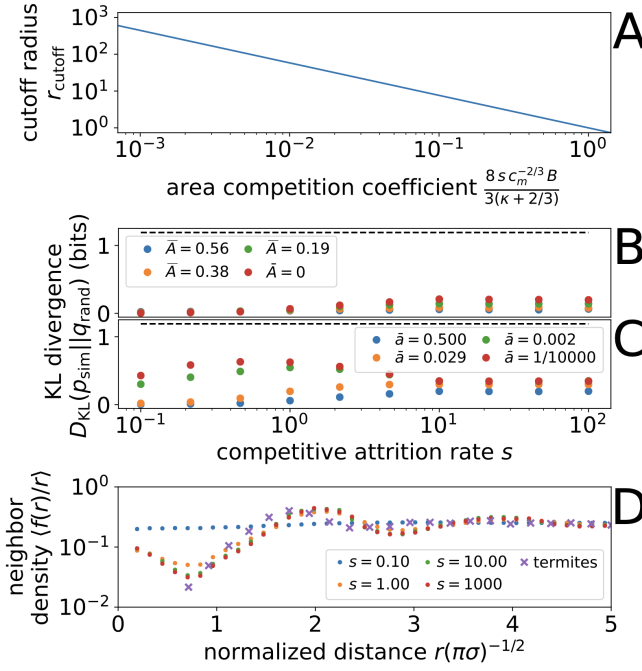 A
cutoff radius
r_cutoff
10^3
10^2
10^1
10^0
10^−3 10^−2 10^−1 10^0
area competition coefficient 8 s c_m^{−2/3} B / 3(κ + 2/3)
B
KL divergence
D_KL(p_sim||q_rand) (bits)
1
0
A̅ = 0.56 A̅ = 0.19
A̅ = 0.38 A̅ = 0
C
1
0
a̅ = 0.500 a̅ = 0.002
a̅ = 0.029 a̅ = 1/10000
10^−1 10^0 10^1 10^2
competitive attrition rate s
D
neighbor
density ⟨f(r)/r⟩
10^0
10^−1
10^−2
s = 0.10 s = 10.00 termites
s = 1.00 s = 1000
0 1 2 3 4 5
normalized distance r(πσ)^−1/2